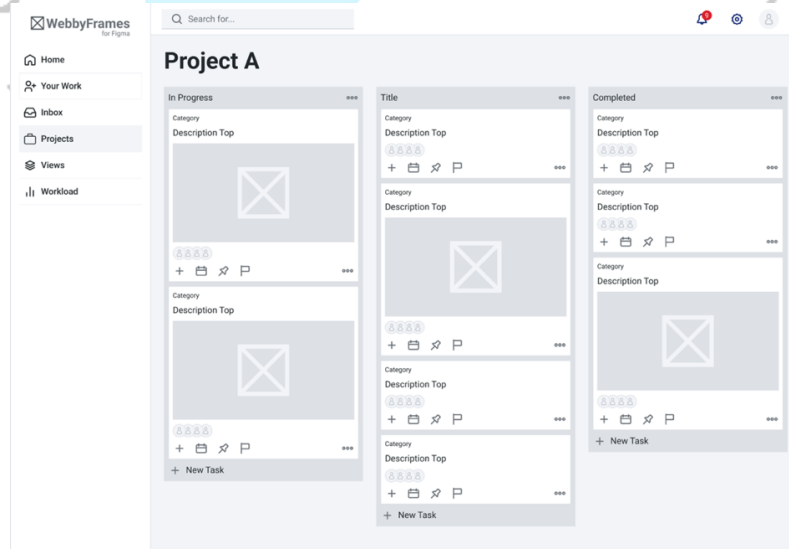 WebbyFrames
for Figma
Home
Your Work
Inbox
Projects
Views
Workload
Search for...
Project A
In Progress
Category
Description Top
Category
Description Top
+ New Task
Title
Category
Description Top
Category
Description Top
Category
Description Top
Category
Description Top
+ New Task
Completed
Category
Description Top
Category
Description Top
Category
Description Top
+ New Task